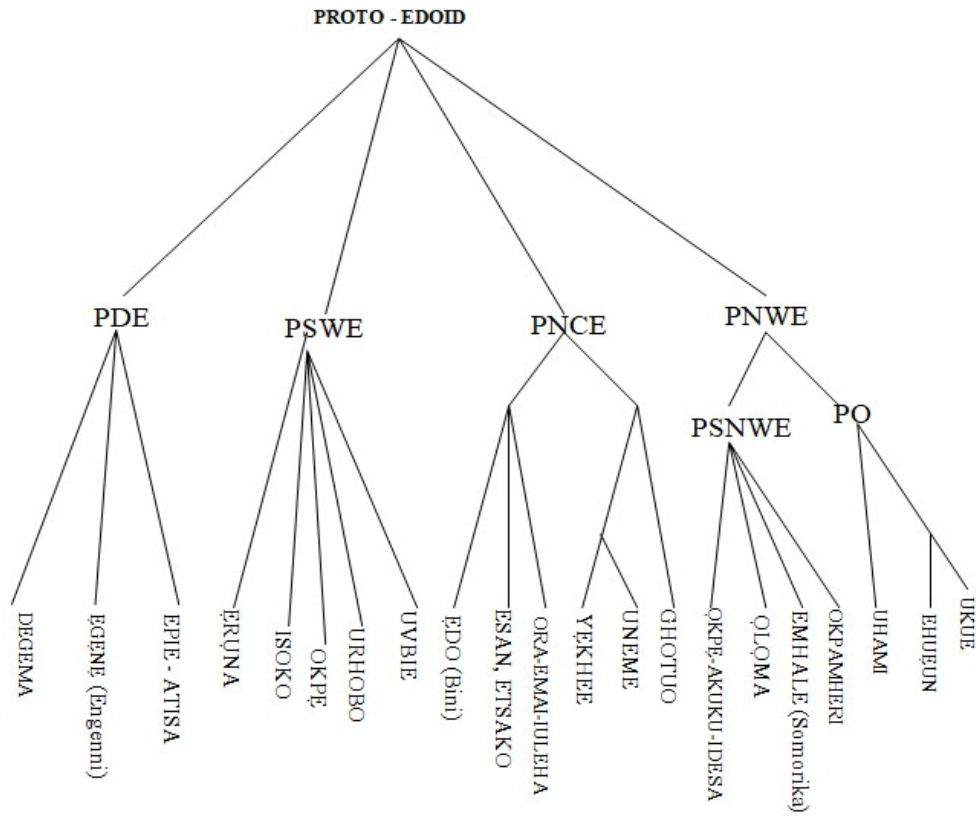 PROTO - EDOID
PDE
PSWE
PNCE
PNWE
PSNWE
PO
DEGEMA
ẸGẸNE (Engenni)
EPIE - ATISA
ẸRỤNA
ISOKO
OKPẸ
URHOBO
UVBIE
ẸDO (Bini)
ESAN, ETSAKO
ORA-EMAI-IULEHA
YẸKHEE
UNEME
GHOTUO
ỌKPẸ-AKUKU-IDESA
ỌLỌMA
EMHALE (Somorika)
OKPAMHERI
UHAMI
EHUẸUN
UKUE